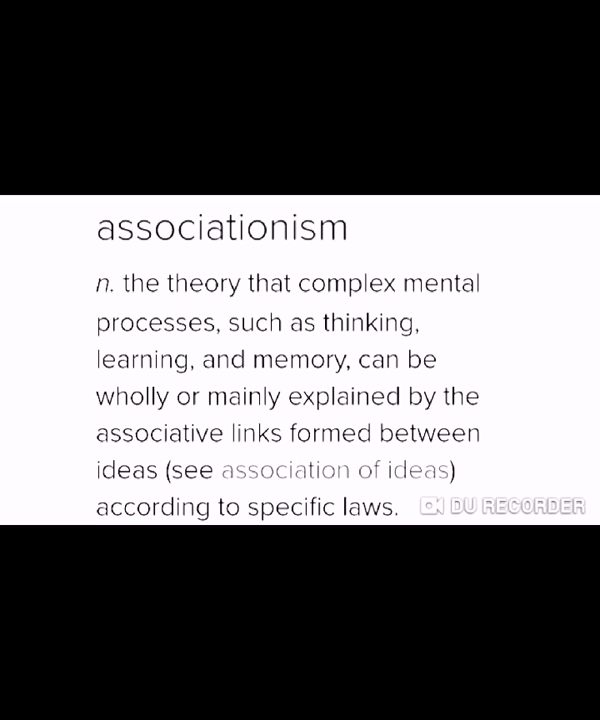 associationism
n. the theory that complex mental
processes, such as thinking,
learning, and memory, can be
wholly or mainly explained by the
associative links formed between
ideas (see association of ideas)
according to specific laws.
DU RECORDER